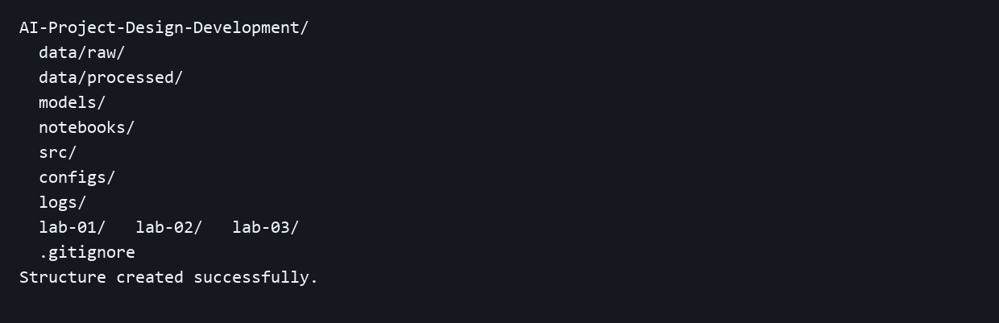 AI-Project-Design-Development/
  data/raw/
  data/processed/
  models/
  notebooks/
  src/
  configs/
  logs/
  lab-01/   lab-02/   lab-03/
  .gitignore
Structure created successfully.